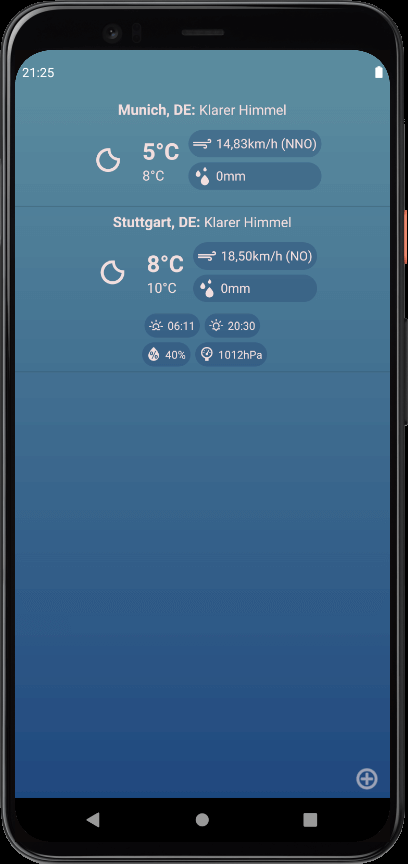 21:25
Munich, DE: Klarer Himmel
5°C
14,83km/h (NNO)
8°C
0mm
Stuttgart, DE: Klarer Himmel
8°C
18,50km/h (NO)
10°C
0mm
06:11
20:30
40%
1012hPa